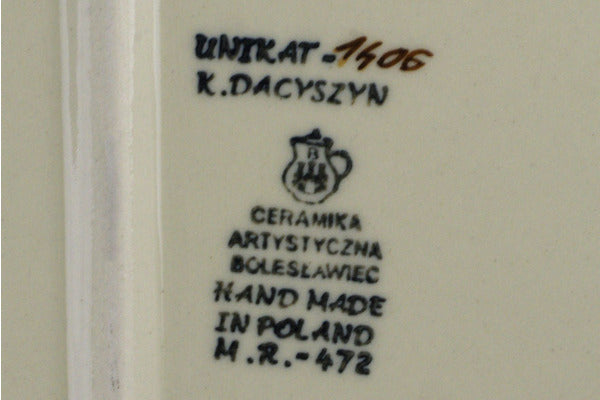 UNIKAT-1406
K.DACYSZYN
B
CERAMIKA
ARTYSTYCZNA
BOLESŁAWIEC
HAND MADE
IN POLAND
M.R.-472